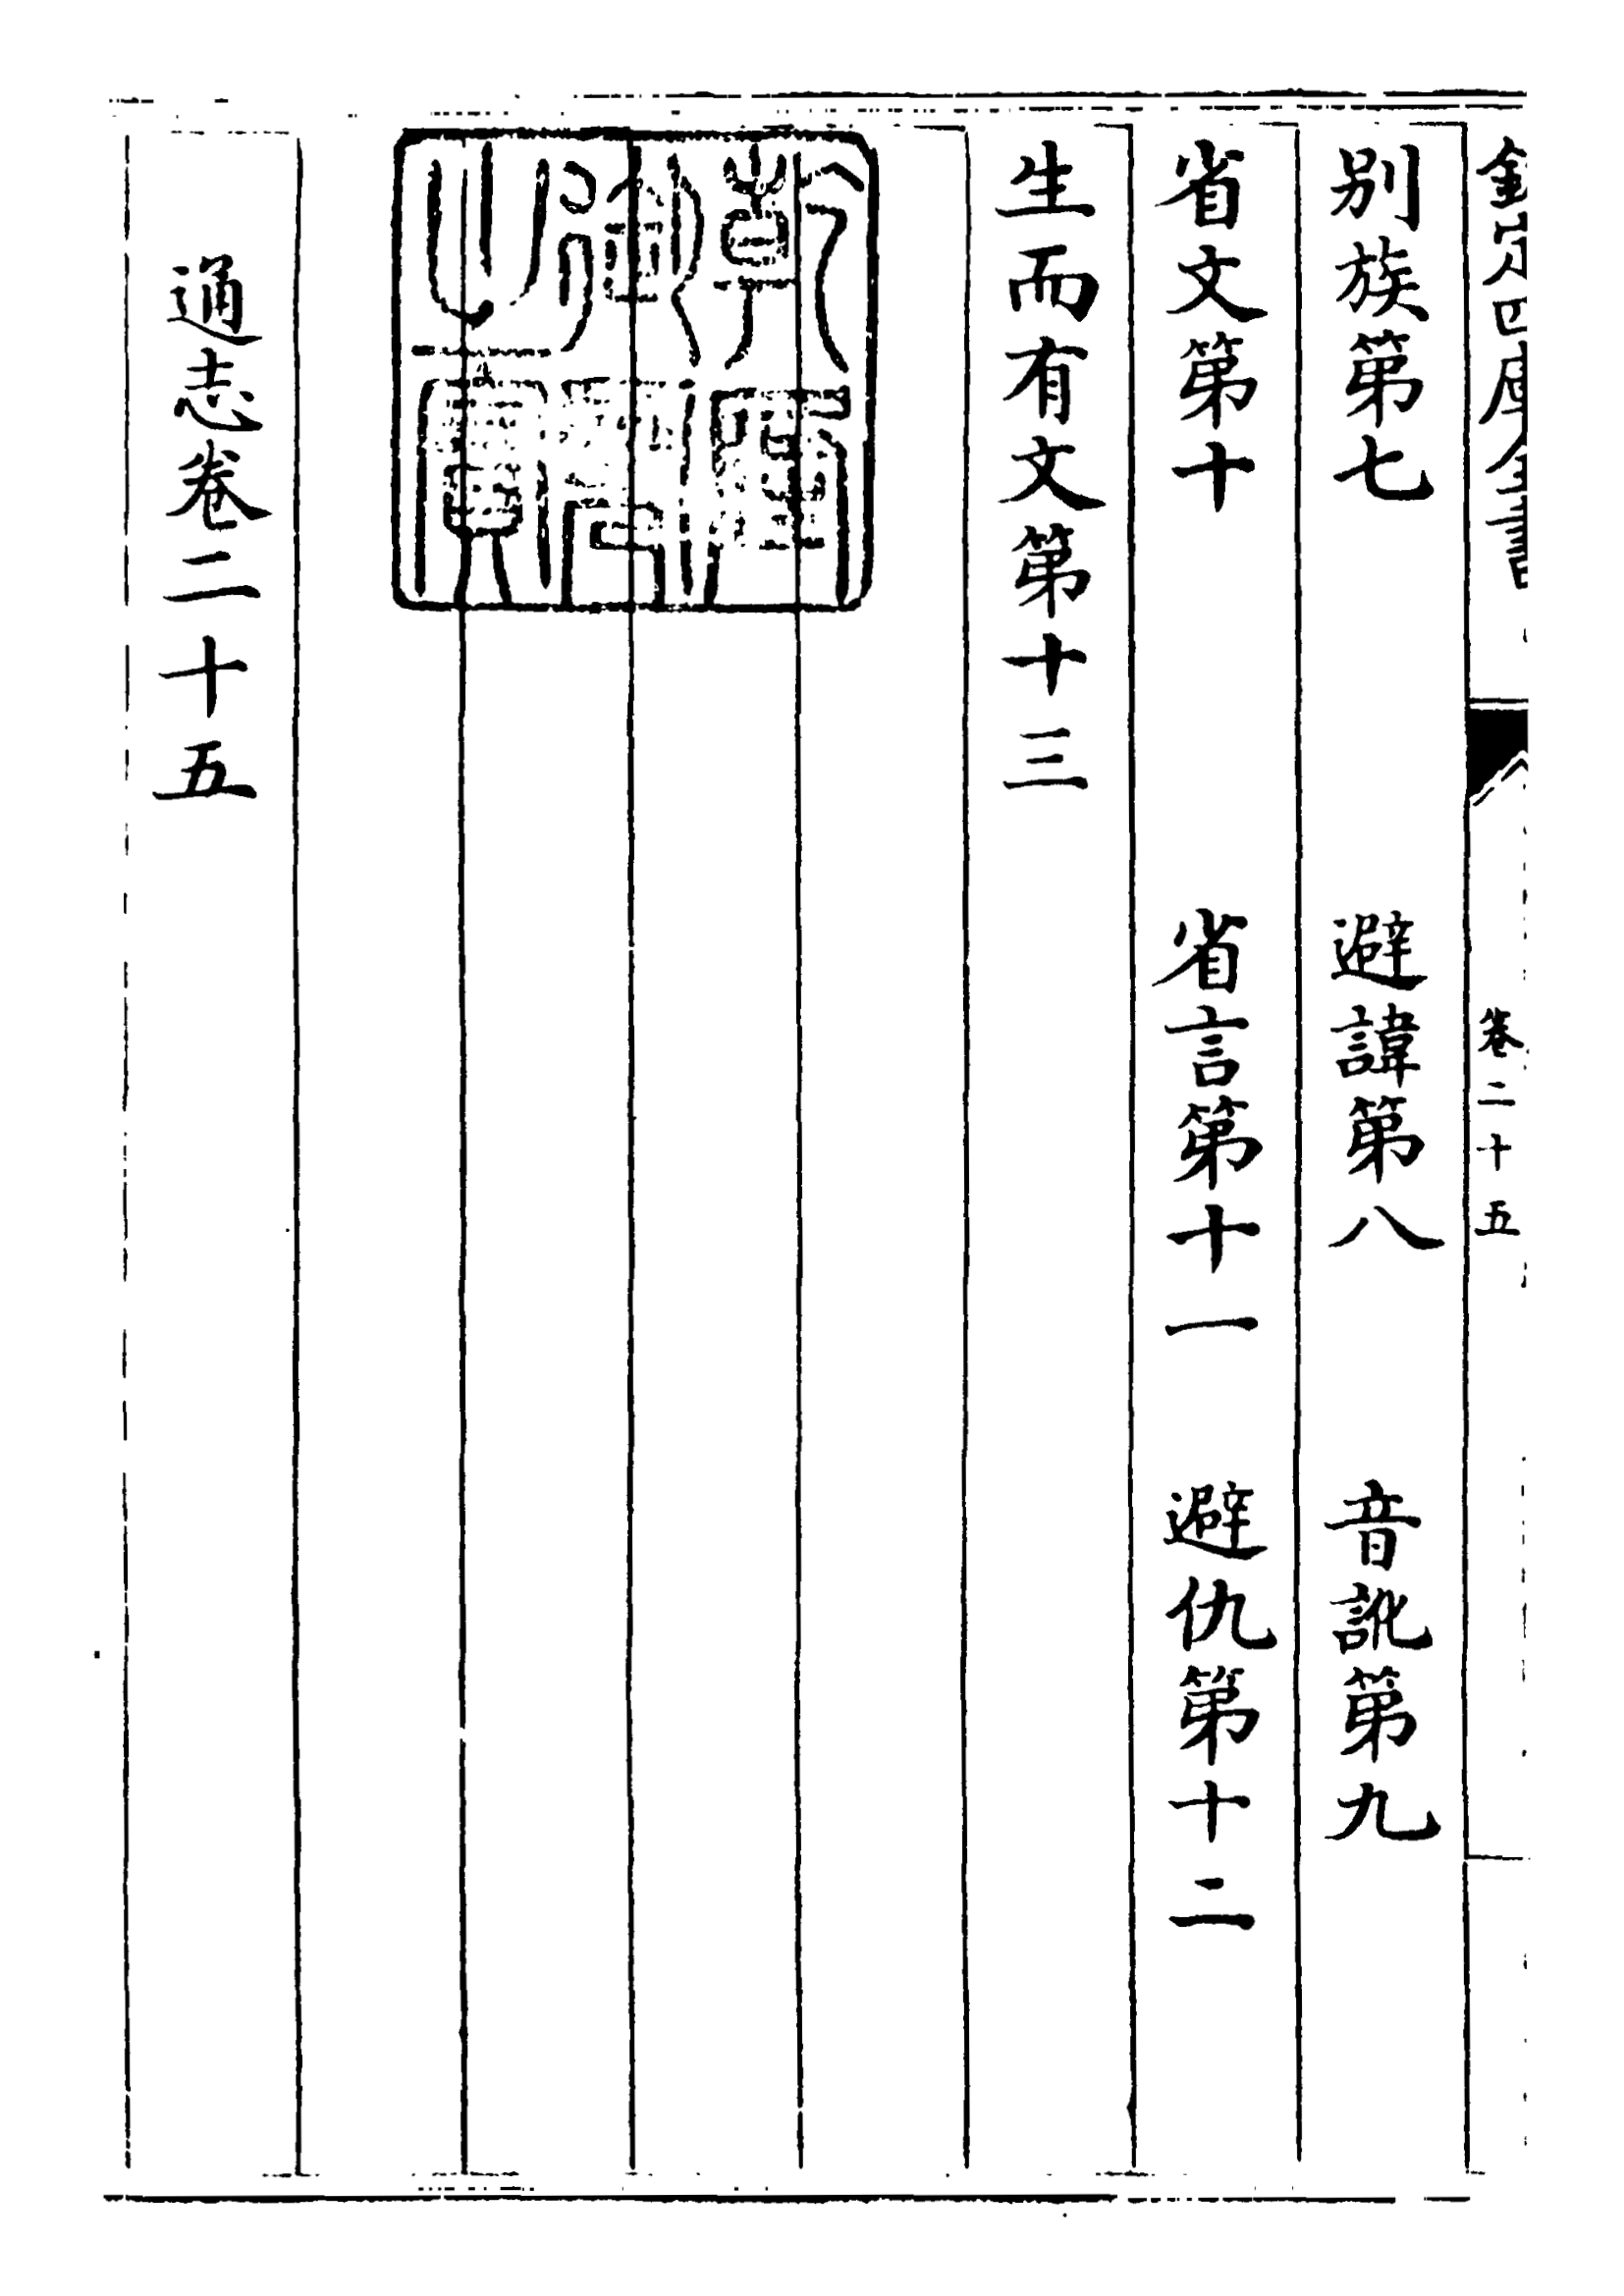 欽定四庫全書
卷二十五
别族第七 避諱第八 音訛第九
省文第十 省言第十一 避仇第十二
生而有文第十三
乾隆御覽之寶
通志卷二十五